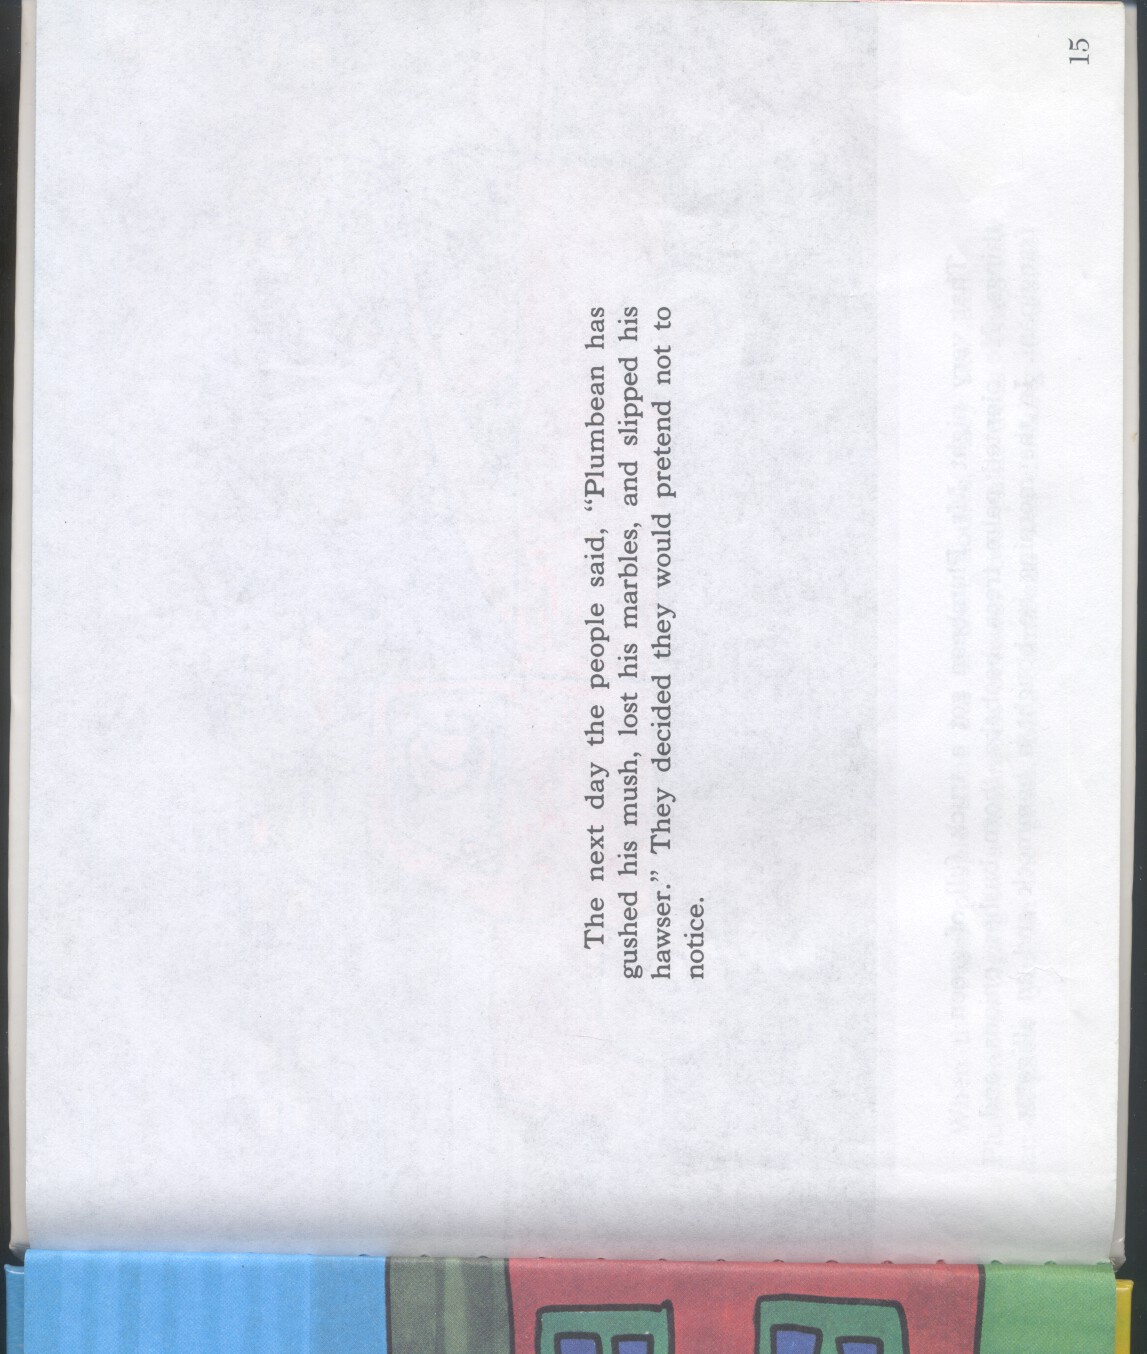 The next day the people said, “Plumbean has
gushed his mush, lost his marbles, and slipped his
hawser.” They decided they would pretend not to
notice.
15